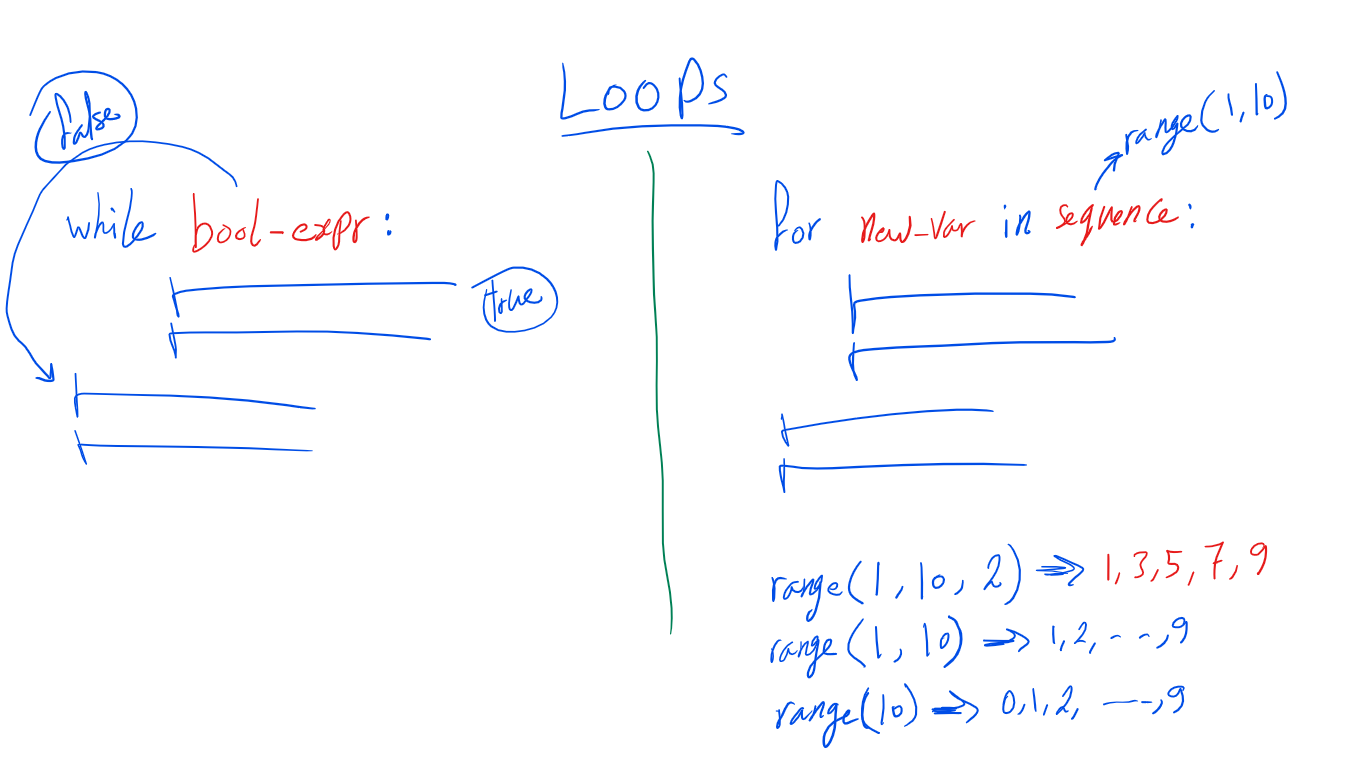 Loops
false
while bool-expr:
true
range(1,10)
for new-var in sequence:
range(1, 10, 2) => 1, 3, 5, 7, 9
range(1, 10) => 1, 2, - - -, 9
range(10) => 0, 1, 2, ----, 9